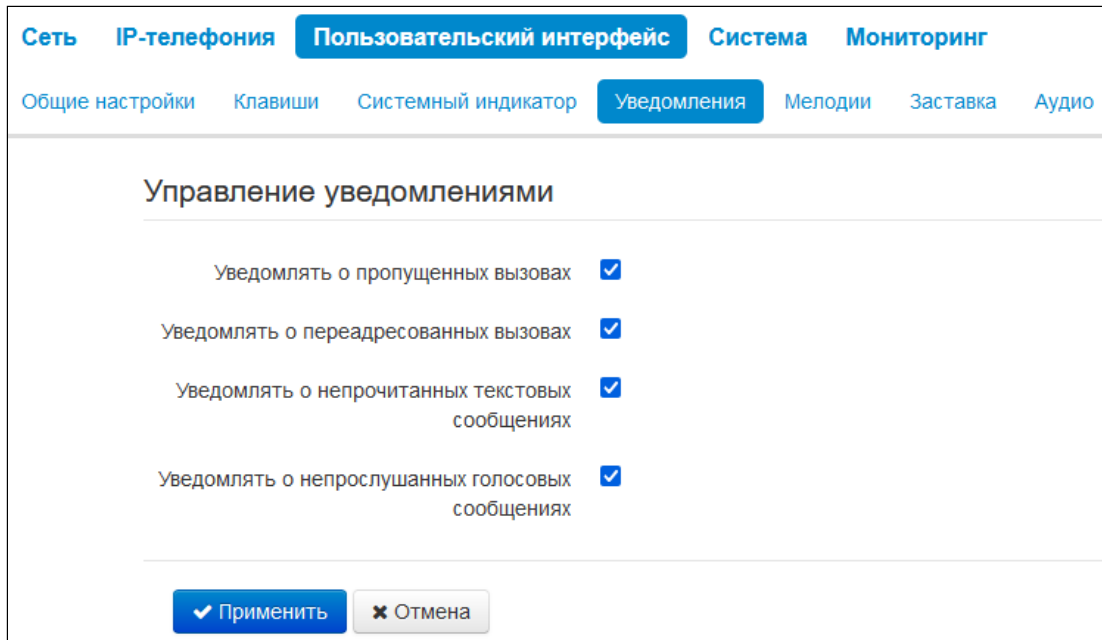 Сеть IP-телефония Пользовательский интерфейс Система Мониторинг
Общие настройки Клавиши Системный индикатор Уведомления Мелодии Заставка Аудио
Управление уведомлениями
Уведомлять о пропущенных вызовах
Уведомлять о переадресованных вызовах
Уведомлять о непрочитанных текстовых
сообщениях
Уведомлять о непрослушанных голосовых
сообщениях
Применить Отмена